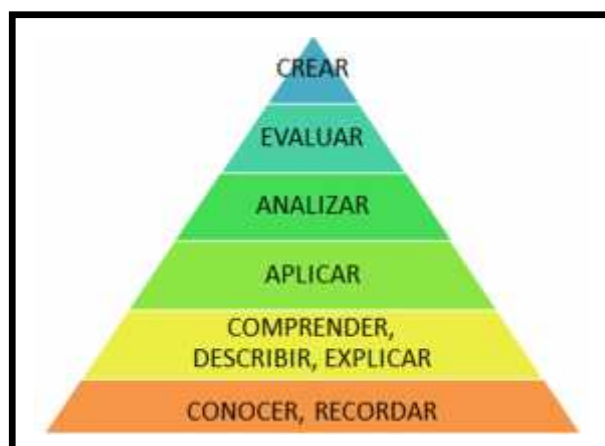 CREAR
EVALUAR
ANALIZAR
APLICAR
COMPRENDER,
DESCRIBIR, EXPLICAR
CONOCER, RECORDAR